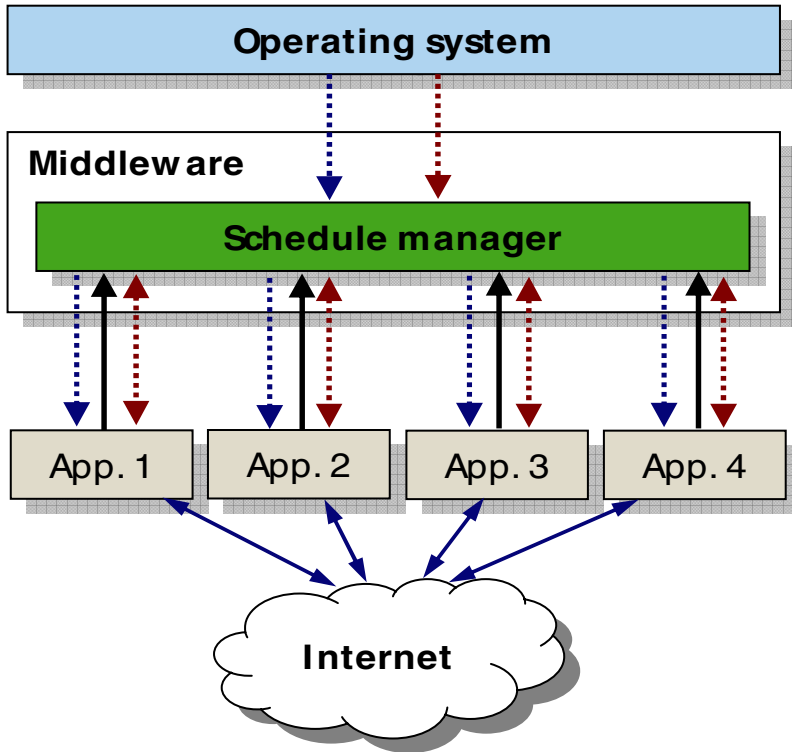 Operating system
Middleware
Schedule manager
App. 1
App. 2
App. 3
App. 4
Internet